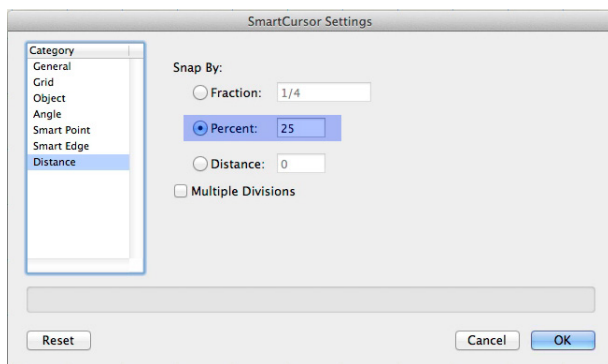 SmartCursor Settings
Category
General
Grid
Object
Angle
Smart Point
Smart Edge
Distance
Snap By:
Fraction: 1/4
Percent: 25
Distance: 0
Multiple Divisions
Reset Cancel OK